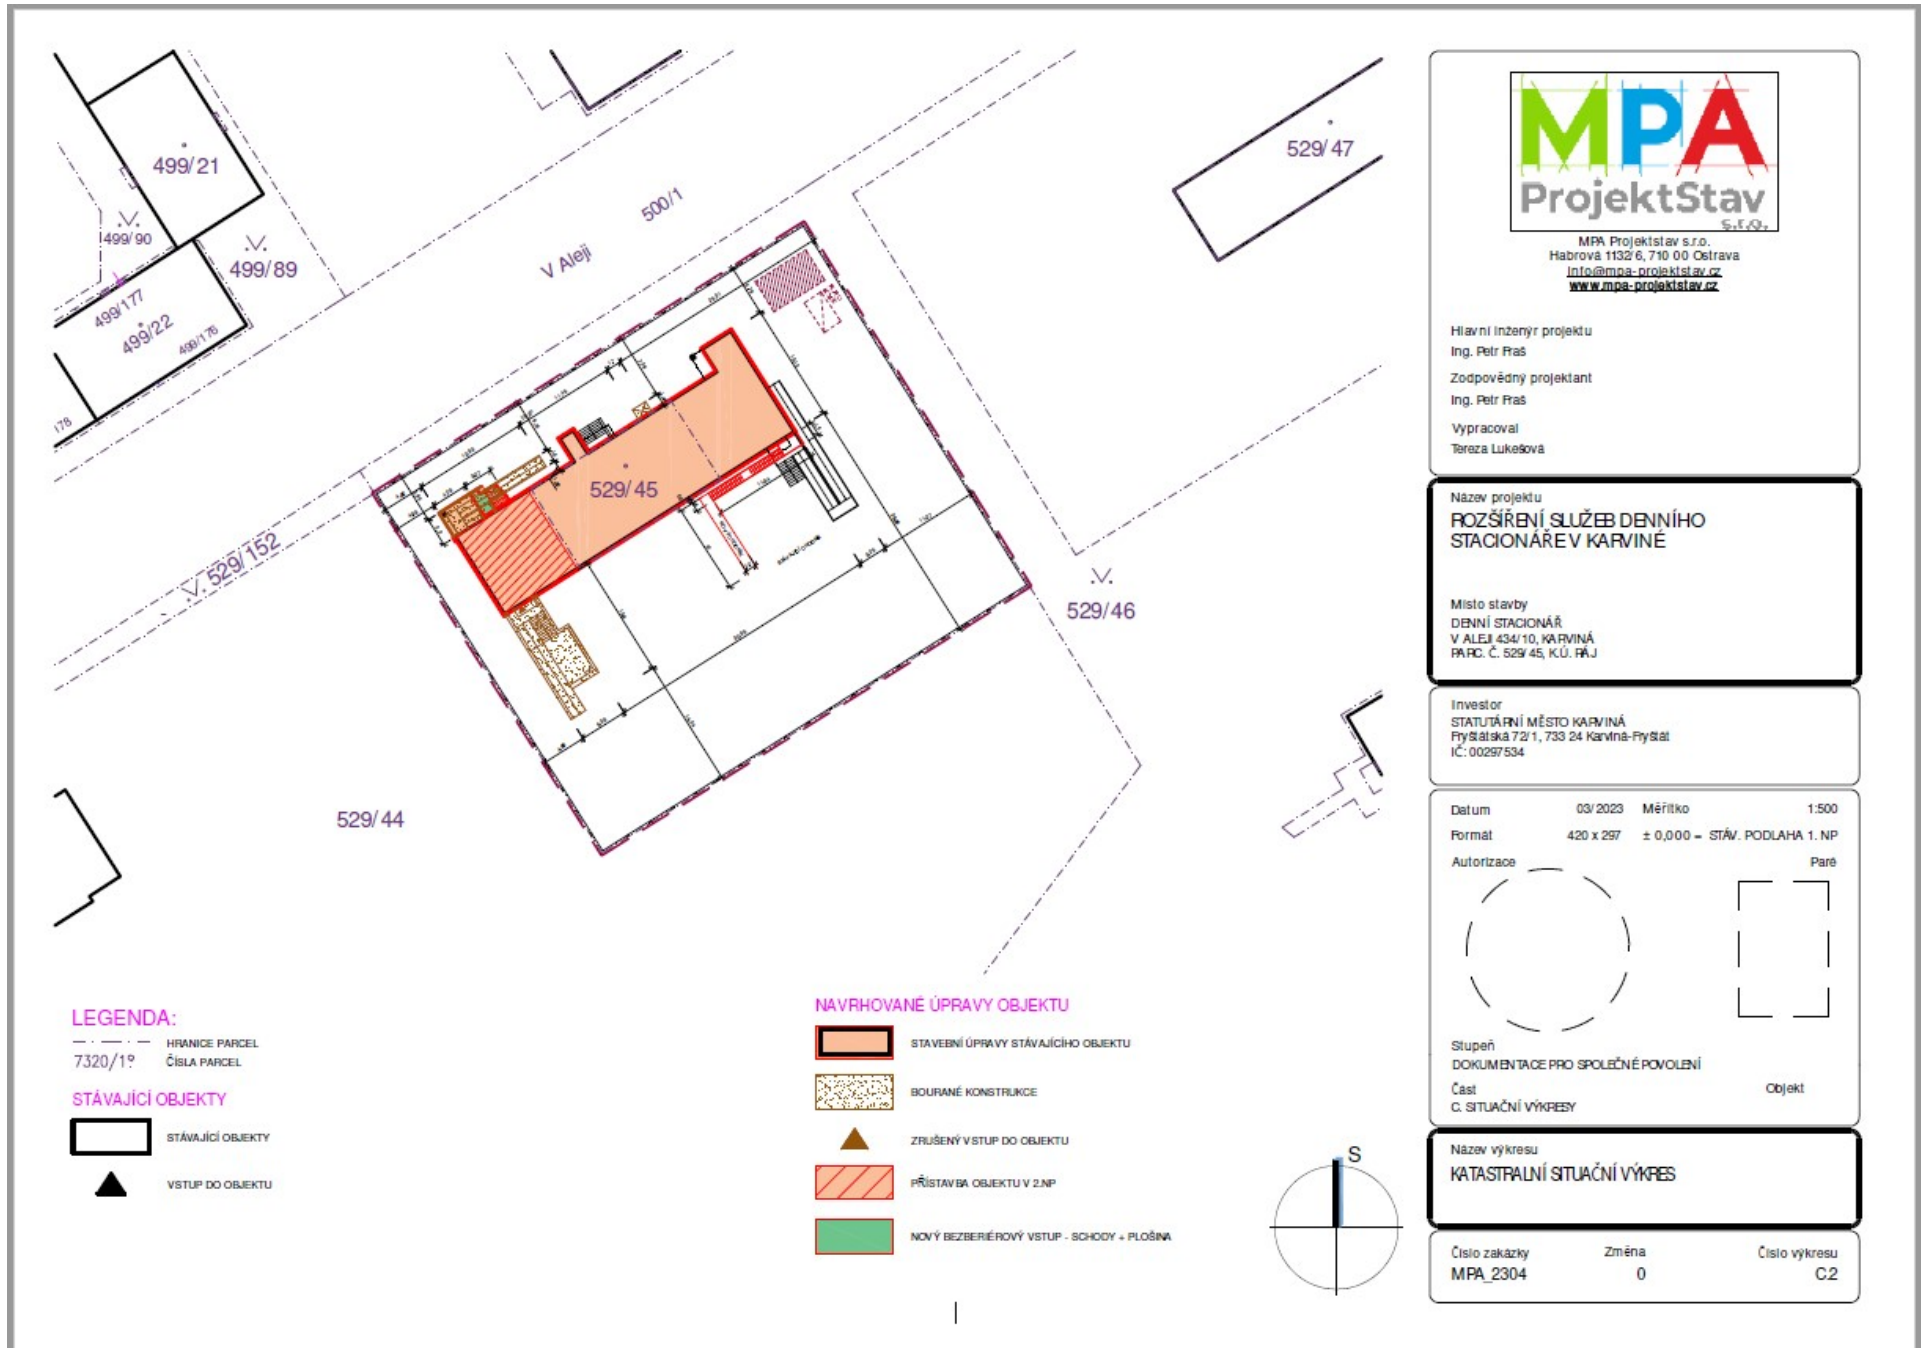 499/21
499/90
499/89
499/177
499/22
499/176
178
V Aleji
500/1
529/47
529/45
529/152
529/46
529/44
LEGENDA:
HRANICE PARCEL
7320/1?
ČÍSLA PARCEL
STÁVAJÍCÍ OBJEKTY
STÁVAJÍCÍ OBJEKTY
VSTUP DO OBJEKTU
NAVRHOVANÉ ÚPRAVY OBJEKTU
STAVEBNÍ ÚPRAVY STÁVAJÍCÍHO OBJEKTU
BOURANÉ KONSTRUKCE
ZRUŠENÝ VSTUP DO OBJEKTU
PŘÍSTAVBA OBJEKTU V 2.NP
NOVÝ BEZBERIÉROVÝ VSTUP - SCHODY + PLOŠINA
S
MPA
ProjektStav
s.r.o.
MPA Projektstav s.r.o.
Habrová 1132/6, 710 00 Ostrava
info@mpa-projektstav.cz
www.mpa-projektstav.cz
Hlavní inženýr projektu
Ing. Petr Fraš
Zodpovědný projektant
Ing. Petr Fraš
Vypracoval
Tereza Lukešová
Název projektu
ROZŠÍŘENÍ SLUŽEB DENNÍHO
STACIONÁŘE V KARVINÉ
Místo stavby
DENNÍ STACIONÁŘ
V ALEJI 434/10, KARVINÁ
PARC. Č. 529/45, K.Ú. RÁJ
Investor
STATUTÁRNÍ MĚSTO KARVINÁ
Fryštátská 72/1, 733 24 Karviná-Fryštát
IČ: 00297534
Datum 03/2023 Měřítko 1:500
Formát 420 x 297 ± 0,000 = STÁV. PODLAHA 1. NP
Autorizace Paré
Stupeň
DOKUMENTACE PRO SPOLEČNÉ POVOLENÍ
Část Objekt
C. SITUAČNÍ VÝKRESY
Název výkresu
KATASTRALNÍ SITUAČNÍ VÝKRES
Číslo zakázky Změna Číslo výkresu
MPA_2304 0 C.2